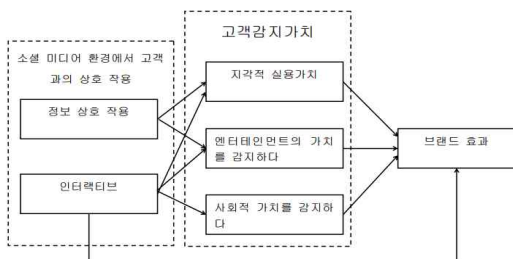 고객감지가치
소셜 미디어 환경에서 고객
과의 상호 작용
지각적 실용가치
정보 상호 작용
엔터테인먼트의 가치
를 감지하다
브랜드 효과
인터랙티브
사회적 가치를 감지하
다